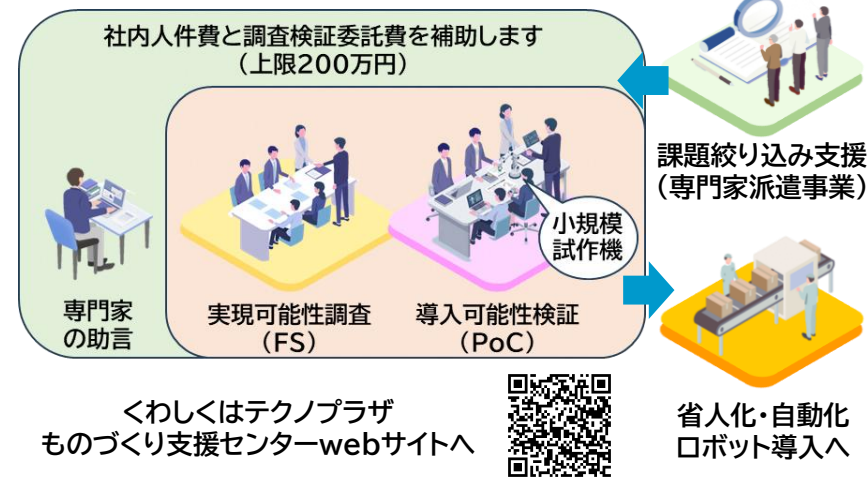 社内人件費と調査検証委託費を補助します
（上限200万円）
課題絞り込み支援
（専門家派遣事業）
小規模
試作機
専門家
の助言
実現可能性調査
（FS）
導入可能性検証
（PoC）
省人化・自動化
ロボット導入へ
くわしくはテクノプラザ
ものづくり支援センターwebサイトへ